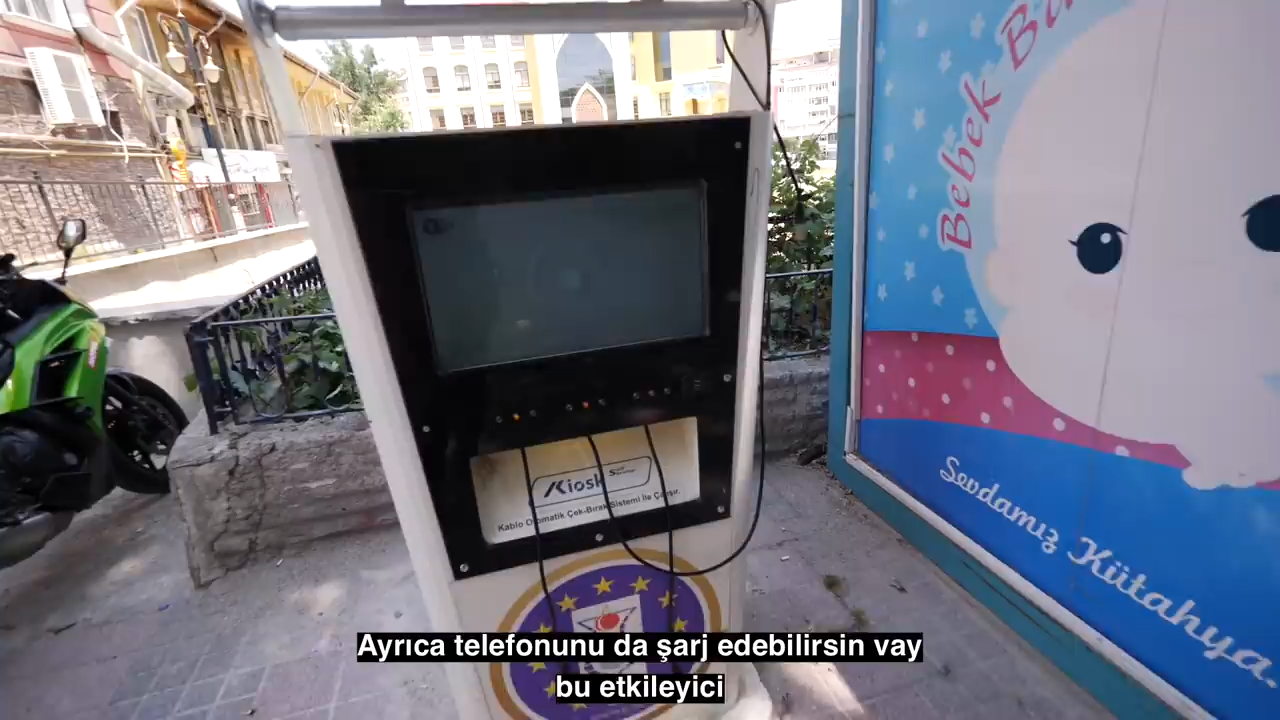 Bebek
Kiosk
Kablo Otomatik Çek-Bırak Sistemi İle Çalışır.
Sevdamız Kütahya.
Ayrıca telefonunu da şarj edebilirsin vay
bu etkileyici